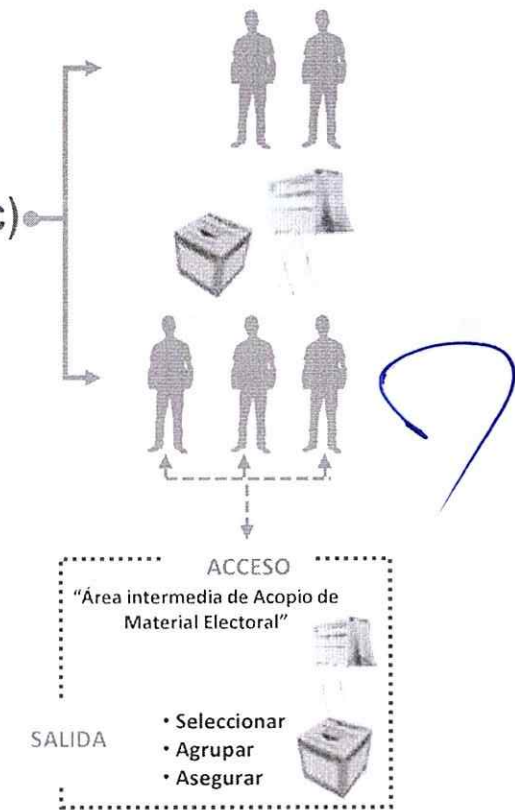 c)
ACCESO
“Área intermedia de Acopio de
Material Electoral”
• Seleccionar
SALIDA
• Agrupar
• Asegurar